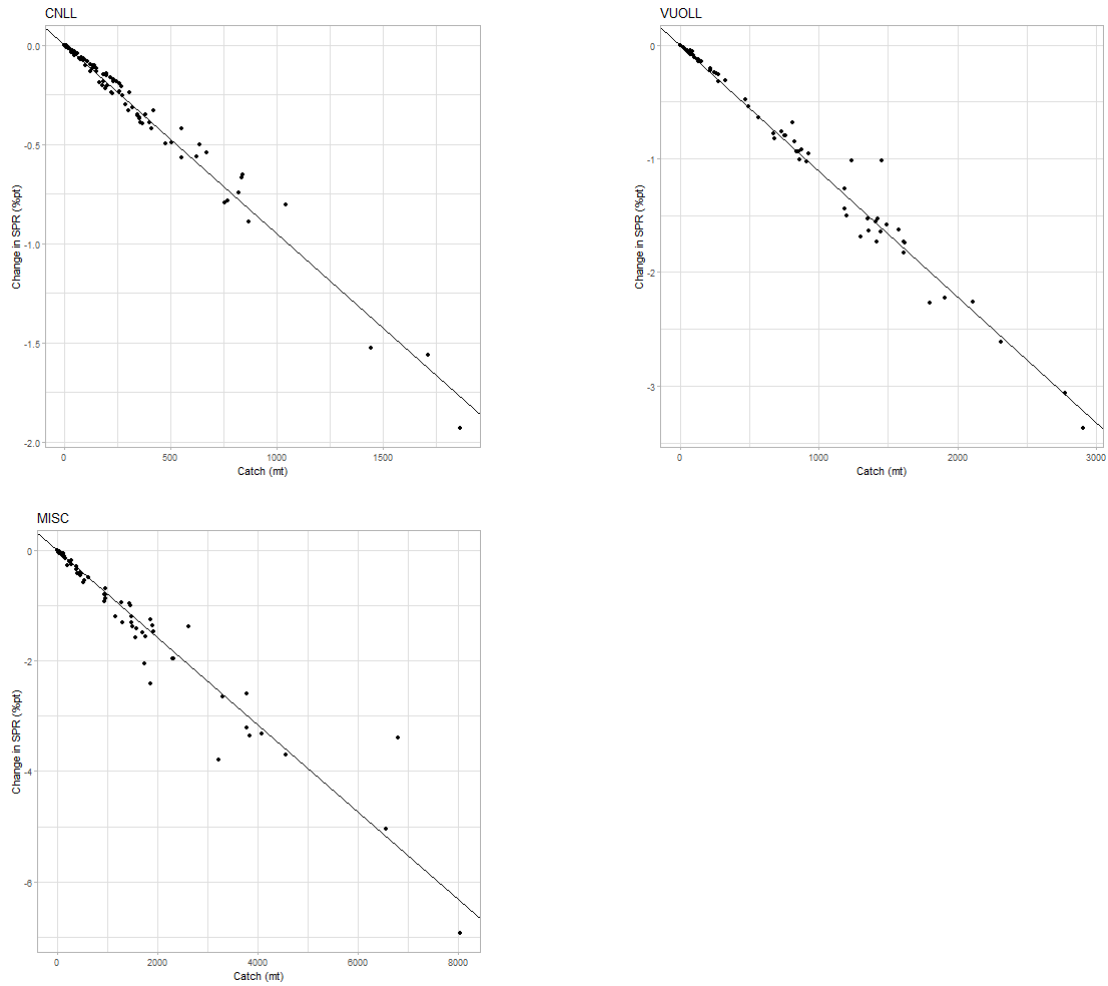 CNLL
0.0
-0.5
-1.0
-1.5
-2.0
Change in SPR (%pt)
0 500 1000 1500
Catch (mt)
VUOLL
0
-1
-2
-3
Change in SPR (%pt)
0 1000 2000 3000
Catch (mt)
MISC
0
-2
-4
-6
Change in SPR (%pt)
0 2000 4000 6000 8000
Catch (mt)